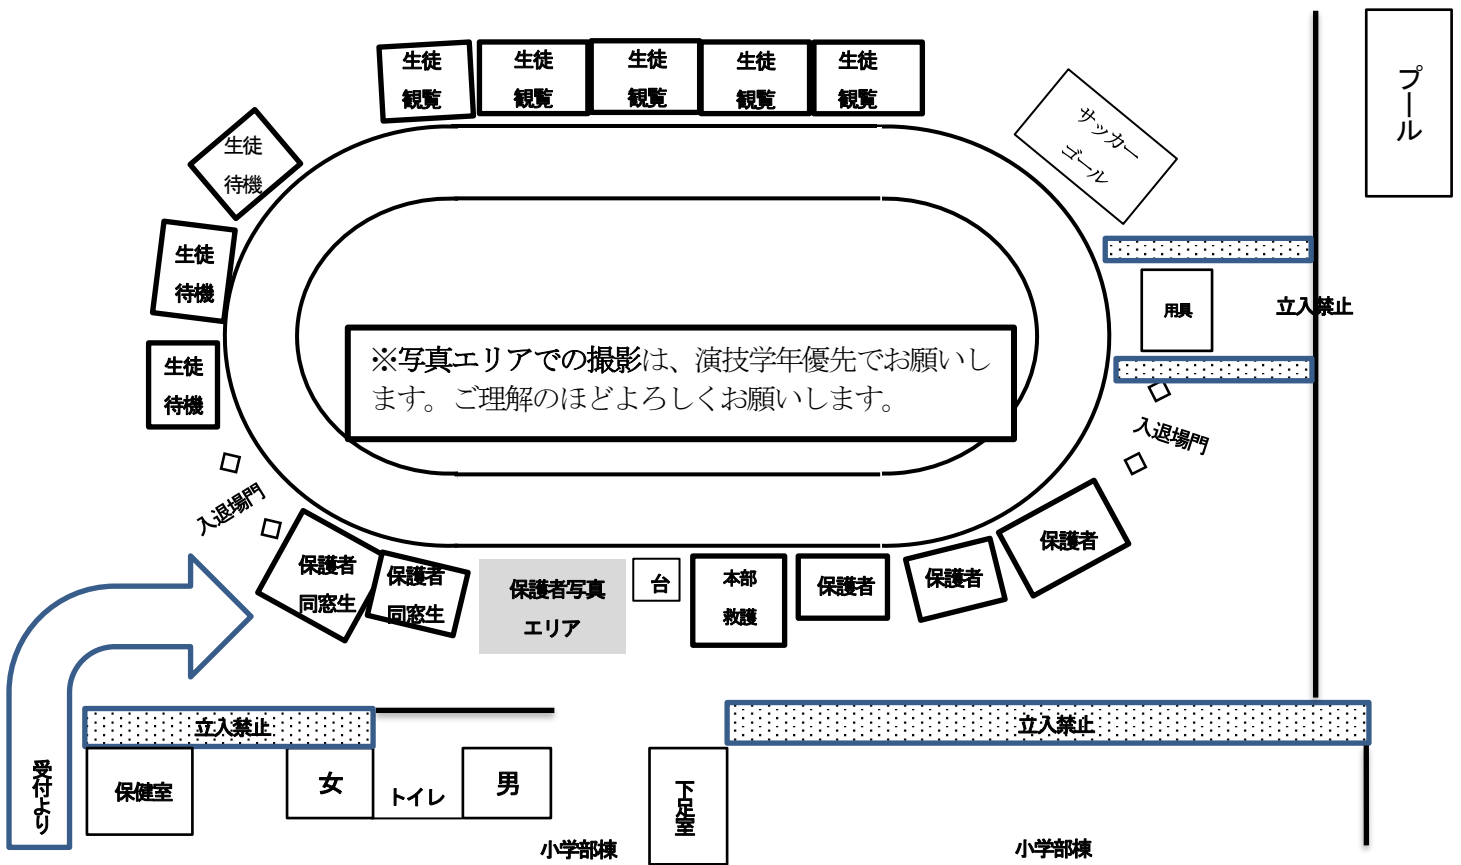 生徒
観覧
生徒
観覧
生徒
観覧
生徒
観覧
生徒
観覧
プール
サッカー
ゴール
生徒
待機
生徒
待機
用具
立入禁止
※写真エリアでの撮影は、演技学年優先でお願いし
ます。ご理解のほどよろしくお願いします。
生徒
待機
入退場門
入退場門
保護者
同窓生
保護者
同窓生
保護者写真
エリア
台
本部
救護
保護者
保護者
保護者
立入禁止
立入禁止
受付より
保健室
女
トイレ
男
下足室
小学部棟
小学部棟